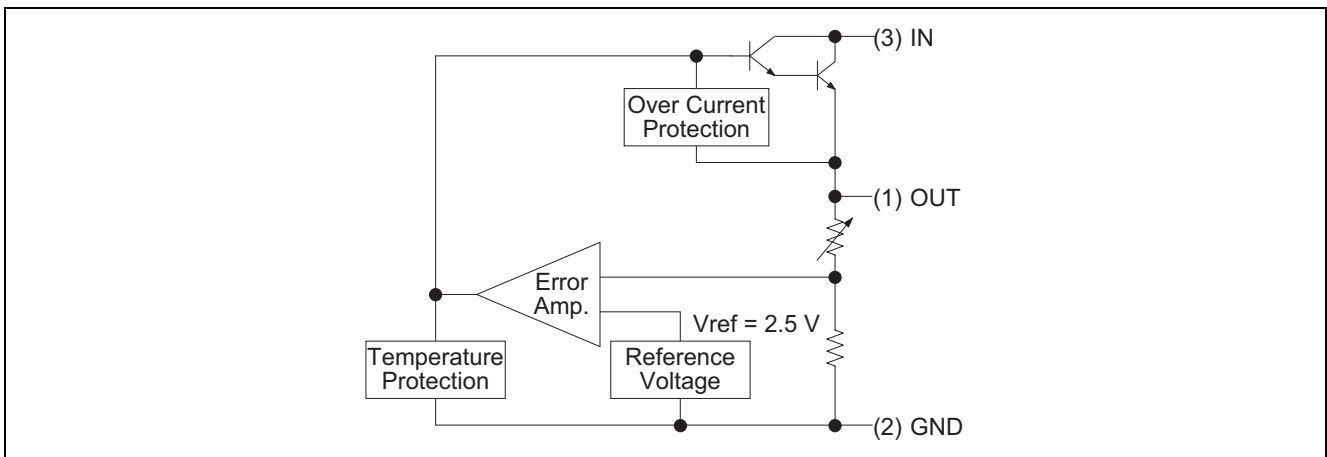 (3) IN
Over Current
Protection
(1) OUT
Error
Amp.
Vref = 2.5 V
Temperature
Protection
Reference
Voltage
(2) GND